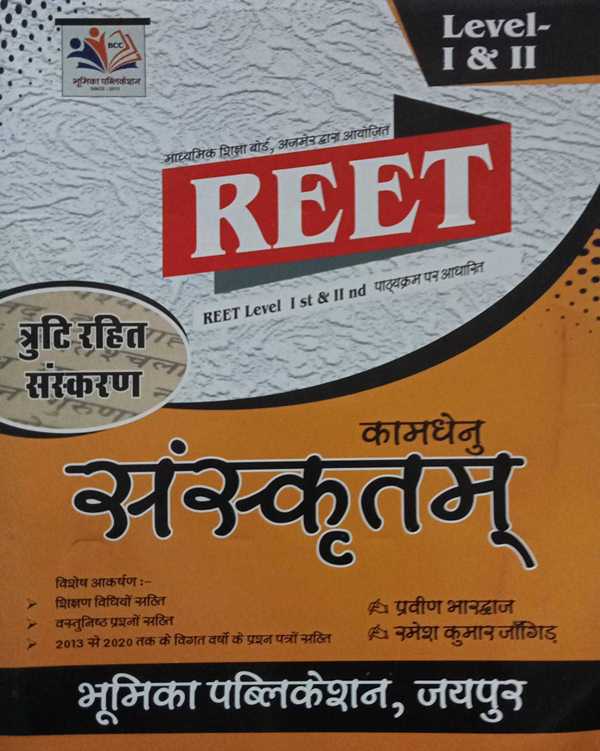 BCC
भूमिका पब्लिकेशन
Level-
I & II
माध्यमिक शिक्षा बोर्ड, अजमेर द्वारा आयोजित
REET
REET Level I st & II nd पाठ्यक्रम पर आधारित
त्रुटि रहित
संस्करण
कामधेनु
संस्कृतम्
विशेष आकर्षण :-
शिक्षण विधियों सहित
वस्तुनिष्ठ प्रश्नों सहित
2013 से 2020 तक के विगत वर्षो के प्रश्न पत्रों सहित
प्रवीण भारद्वाज
रमेश कुमार जाँगिड़
भूमिका पब्लिकेशन, जयपुर